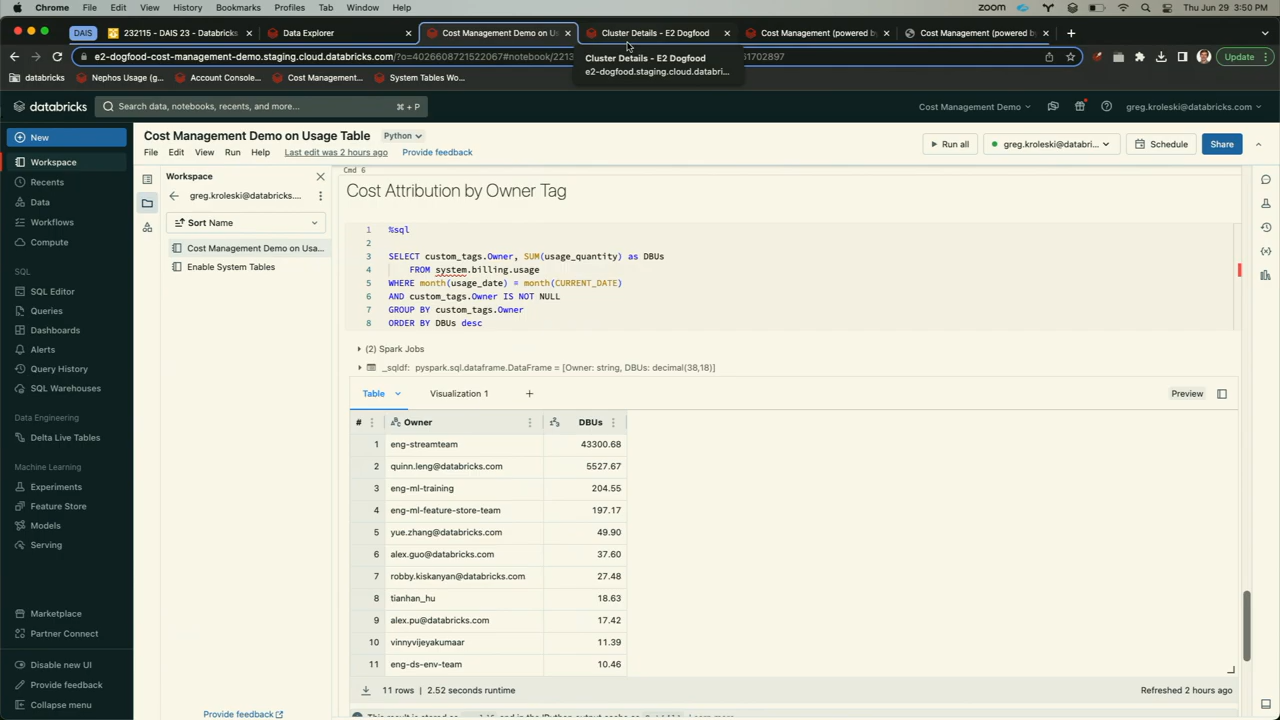 Chrome File Edit View History Bookmarks Profiles Tab Window Help Thu Jun 29 3:50 PM
DAIS 232115 - DAIS 23 - Databricks Data Explorer Cost Management Demo on Us Cluster Details - E2 Dogfood Cost Management (powered b Cost Management (powered b
Cluster Details - E2 Dogfood
e2-dogfood.staging.cloud.databri...
databricks Nephos Usage (g... Account Console... Cost Management... System Tables Wo...
Update
databricks Search data, notebooks, recents, and more... ⌘ + P Cost Management Demo greg.kroleski@databricks.com
New
Workspace
Recents
Data
Workflows
Compute
SQL
SQL Editor
Queries
Dashboards
Alerts
Query History
SQL Warehouses
Data Engineering
Delta Live Tables
Machine Learning
Experiments
Feature Store
Models
Serving
Marketplace
Partner Connect
Disable new UI
Provide feedback
Collapse menu
Cost Management Demo on Usage Table Python
File Edit View Run Help Last edit was 2 hours ago Provide feedback
Run all greg.kroleski@databri... Schedule Share
Workspace
greg.kroleski@databricks....
Sort Name
Cost Management Demo on Usa...
Enable System Tables
Provide feedback
Cmd 6
Cost Attribution by Owner Tag
1 %sql
2
3 SELECT custom_tags.Owner, SUM(usage_quantity) as DBUs
4 FROM system.billing.usage
5 WHERE month(usage_date) = month(CURRENT_DATE)
6 AND custom_tags.Owner IS NOT NULL
7 GROUP BY custom_tags.Owner
8 ORDER BY DBUs desc
(2) Spark Jobs
_sqldf: pyspark.sql.dataframe.DataFrame = [Owner: string, DBUs: decimal(38,18)]
Table Visualization 1 + Preview
# Owner DBUs
1 eng-streamteam 43300.68
2 quinn.leng@databricks.com 5527.67
3 eng-ml-training 204.55
4 eng-ml-feature-store-team 197.17
5 yue.zhang@databricks.com 49.90
6 alex.guo@databricks.com 37.60
7 robby.kiskanyan@databricks.com 27.48
8 tianhan_hu 18.63
9 alex.pu@databricks.com 17.42
10 vinnyvijeyakumaar 11.39
11 eng-ds-env-team 10.46
11 rows | 2.52 seconds runtime Refreshed 2 hours ago